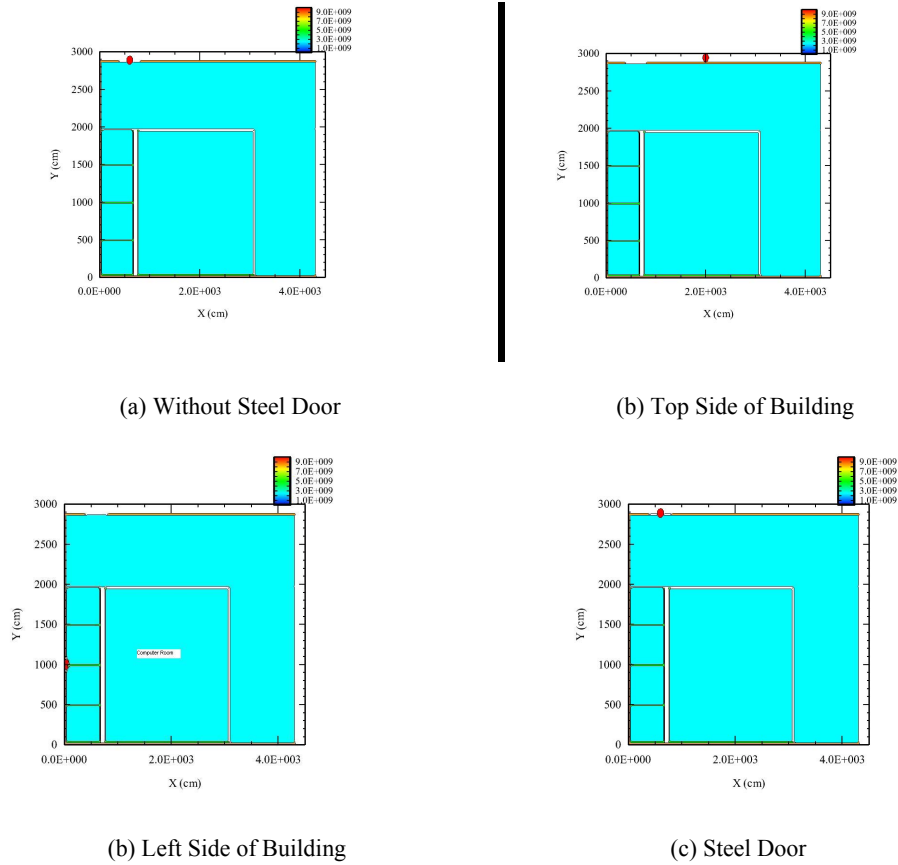 9.0E+009
7.0E+009
5.0E+009
3.0E+009
1.0E+009
3000
2500
2000
1500
1000
500
0
Y (cm)
0.0E+000
2.0E+003
4.0E+003
X (cm)
(a) Without Steel Door
9.0E+009
7.0E+009
5.0E+009
3.0E+009
1.0E+009
3000
2500
2000
1500
1000
500
0
Y (cm)
0.0E+000
2.0E+003
4.0E+003
X (cm)
(b) Top Side of Building
9.0E+009
7.0E+009
5.0E+009
3.0E+009
1.0E+009
3000
2500
2000
1500
1000
500
0
Y (cm)
Computer Room
0.0E+000
2.0E+003
4.0E+003
X (cm)
(b) Left Side of Building
9.0E+009
7.0E+009
5.0E+009
3.0E+009
1.0E+009
3000
2500
2000
1500
1000
500
0
Y (cm)
0.0E+000
2.0E+003
4.0E+003
X (cm)
(c) Steel Door